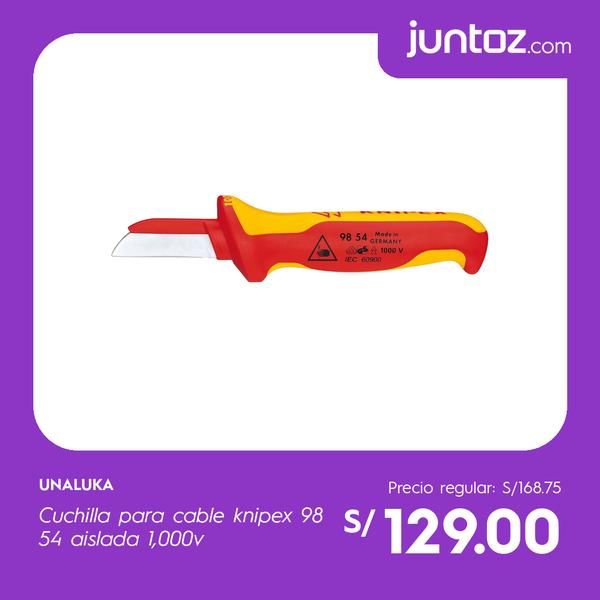 juntoz.com
KNIPEX
98 54 Made in GERMANY
1000 V
IEC 60900
UNALUKA
Precio regular: S/168.75
Cuchilla para cable knipex 98
54 aislada 1,000v
S/129.00